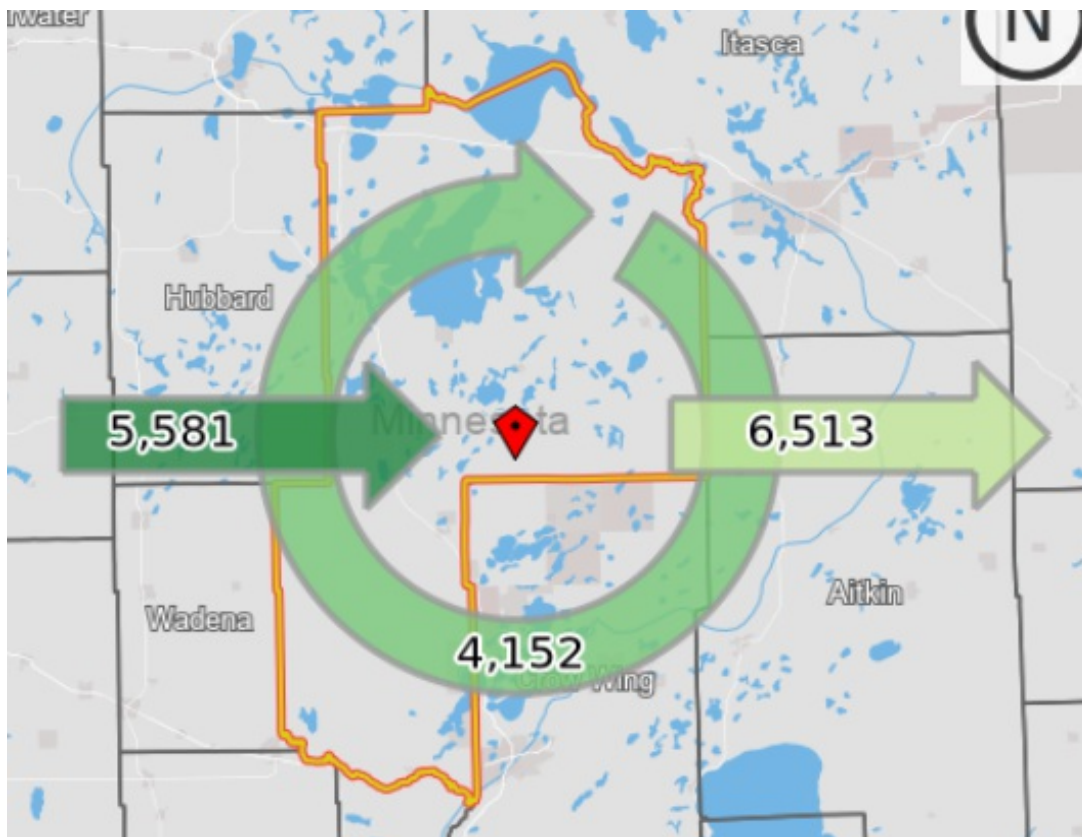 N
Itasca
Hubbard
Minnesota
5,581
6,513
Wadena
Aitkin
4,152
Crow Wing